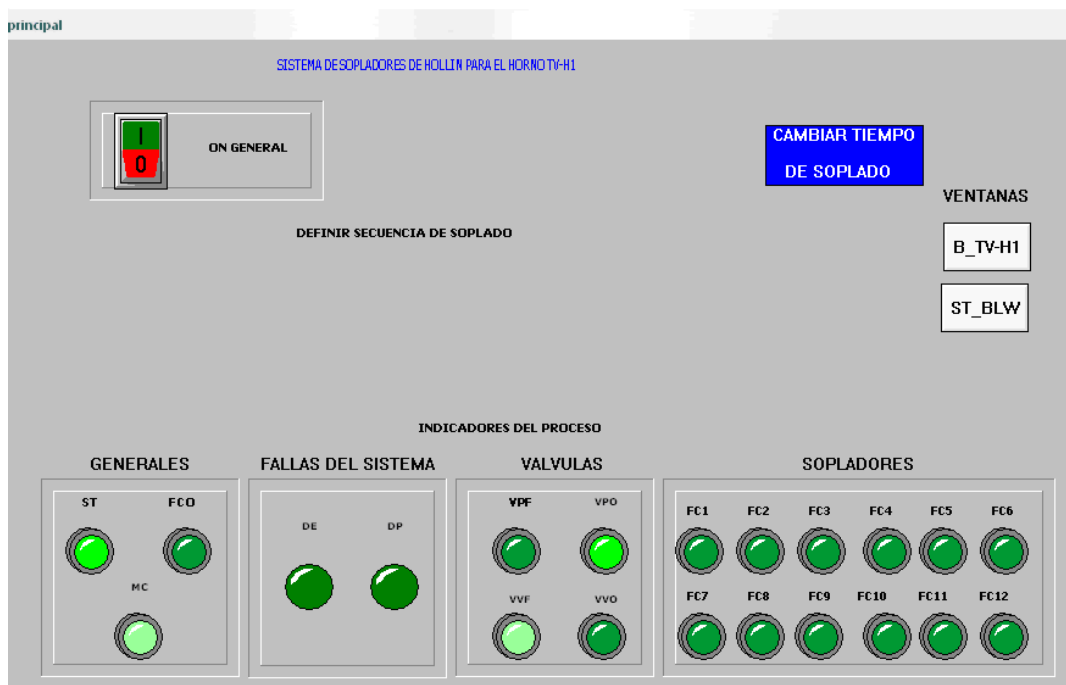 principal
SISTEMA DE SOPLADORES DE HOLLIN PARA EL HORNO TV-H1
I
0
ON GENERAL
CAMBIAR TIEMPO
DE SOPLADO
VENTANAS
DEFINIR SECUENCIA DE SOPLADO
B_TV-H1
ST_BLW
INDICADORES DEL PROCESO
GENERALES FALLAS DEL SISTEMA VALVULAS SOPLADORES
ST FCO DE DP VPF VPO FC1 FC2 FC3 FC4 FC5 FC6
MC VVF VVO FC7 FC8 FC9 FC10 FC11 FC12